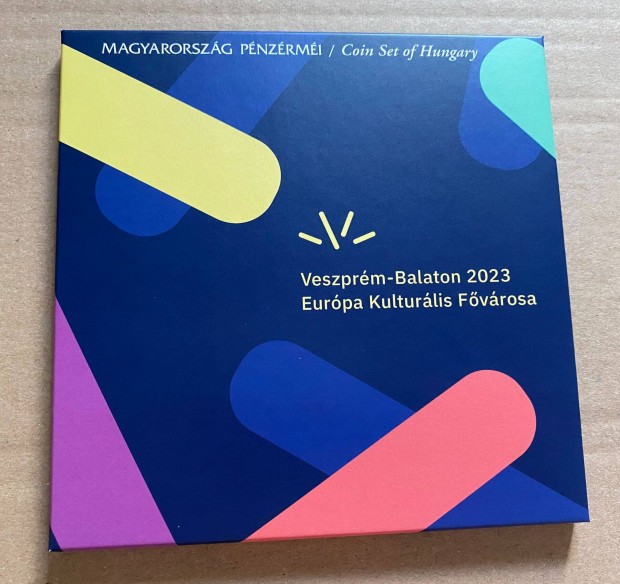 MAGYARORSZÁG PÉNZÉRMÉI / Coin Set of Hungary
Veszprém-Balaton 2023
Európa Kulturális Fővárosa